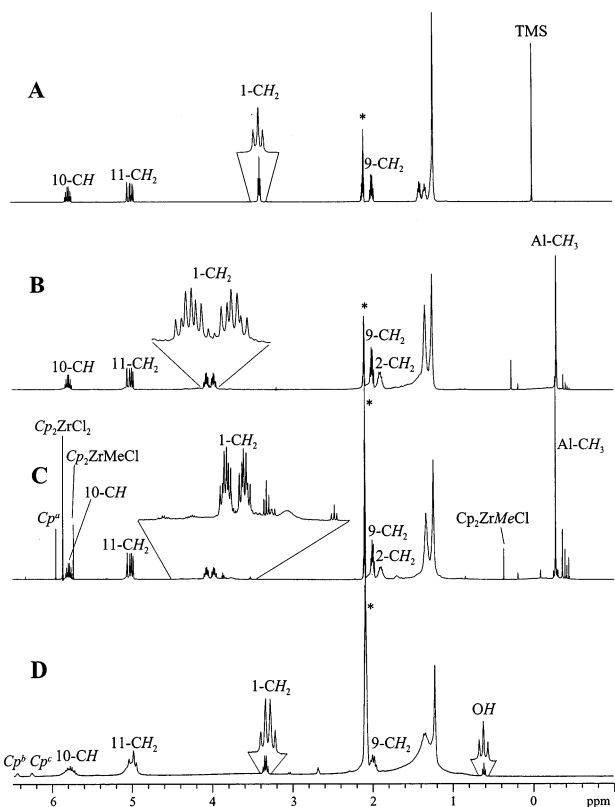 TMS
A
1-CH2
*
10-CH
11-CH2
9-CH2
Al-CH3
B
1-CH2
*
9-CH2
2-CH2
10-CH
11-CH2
*
Cp2ZrCl2
Cp2ZrMeCl
1-CH2
Al-CH3
C
10-CH
Cpa
11-CH2
9-CH2
2-CH2
Cp2ZrMeCl
*
D
1-CH2
OH
11-CH2
10-CH
9-CH2
Cpb Cpc
6 5 4 3 2 1 0 ppm